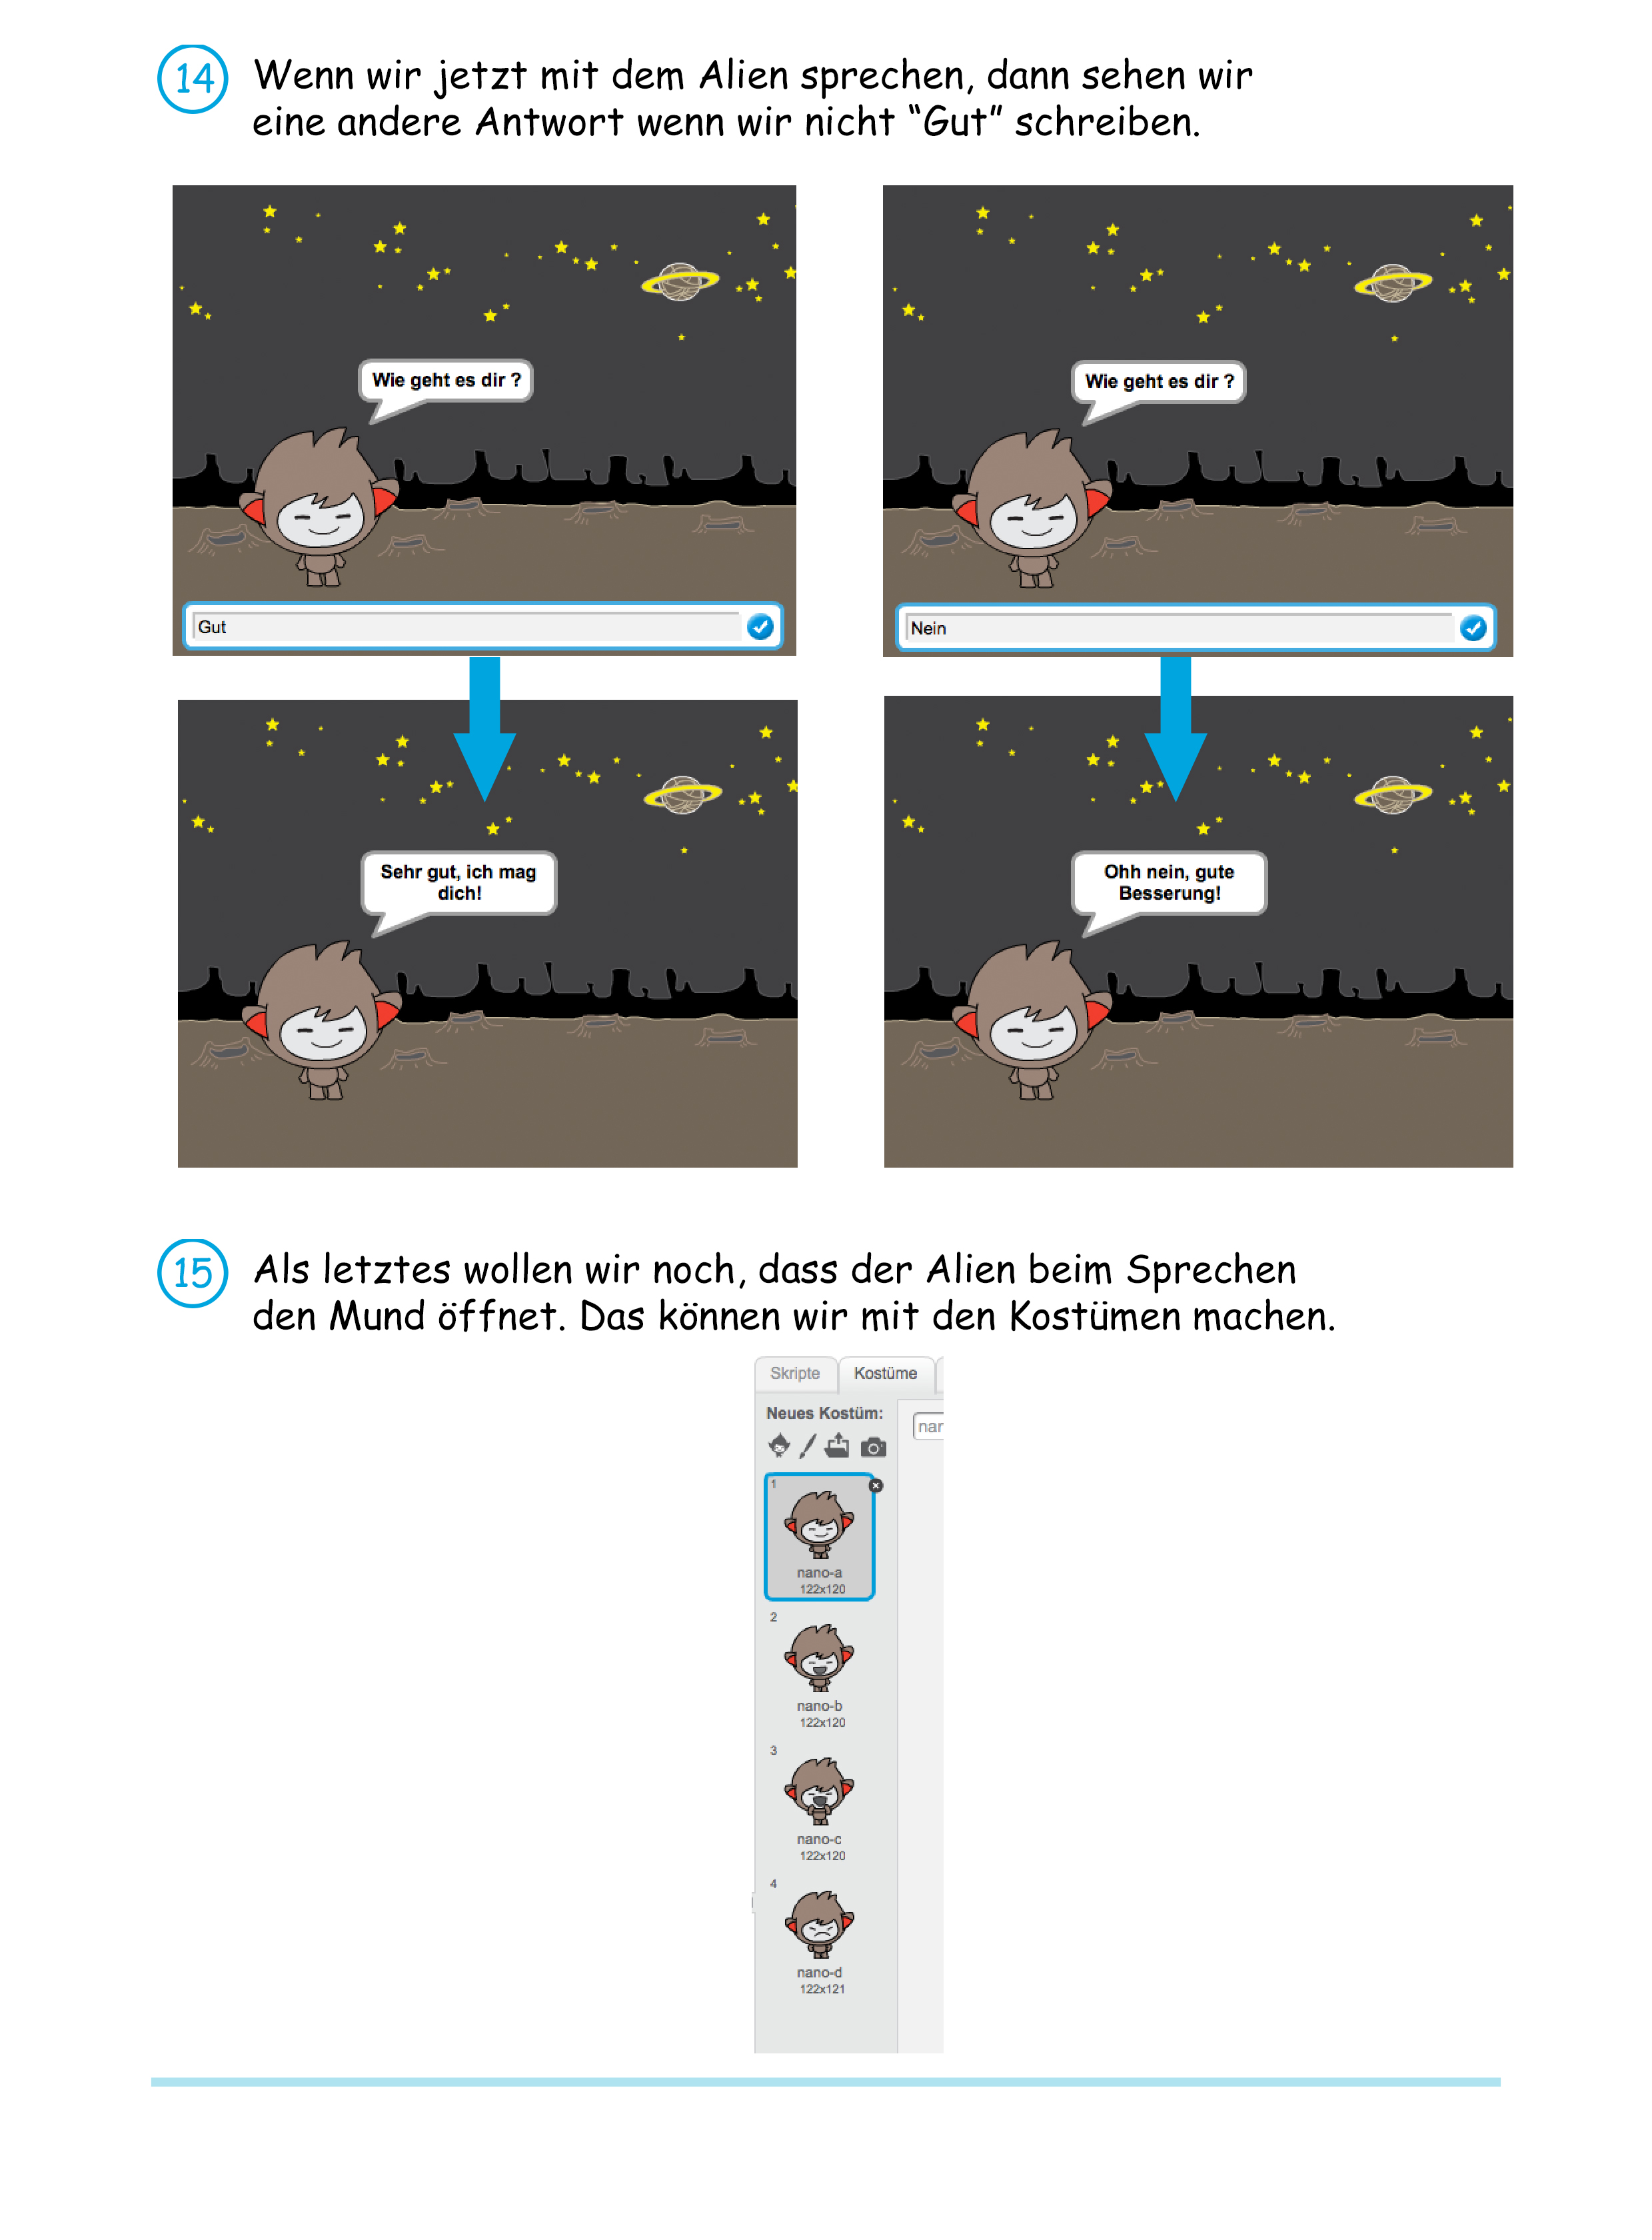 14
Wenn wir jetzt mit dem Alien sprechen, dann sehen wir
eine andere Antwort wenn wir nicht “Gut” schreiben.
Wie geht es dir ?
Gut
Wie geht es dir ?
Nein
Sehr gut, ich mag
dich!
Ohh nein, gute
Besserung!
15
Als letztes wollen wir noch, dass der Alien beim Sprechen
den Mund öffnet. Das können wir mit den Kostümen machen.
Skripte
Kostüme
Neues Kostüm:
nar
1
nano-a
122x120
2
nano-b
122x120
3
nano-c
122x120
4
nano-d
122x121